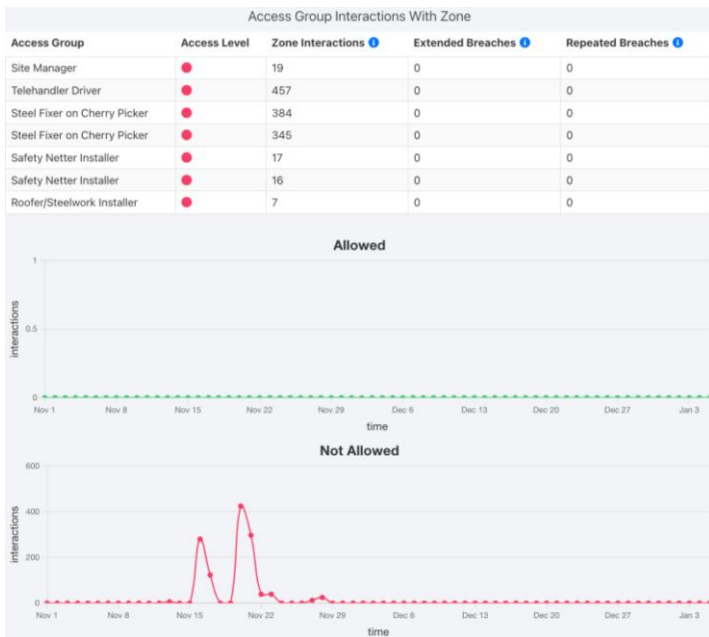 Access Group Interactions With Zone
Access Group Access Level Zone Interactions i Extended Breaches i Repeated Breaches i
Site Manager 19 0 0
Telehandler Driver 457 0 0
Steel Fixer on Cherry Picker 384 0 0
Steel Fixer on Cherry Picker 345 0 0
Safety Netter Installer 17 0 0
Safety Netter Installer 16 0 0
Roofer/Steelwork Installer 7 0 0
Allowed
1
0.5
0
interactions
Nov 1 Nov 8 Nov 15 Nov 22 Nov 29 Dec 6 Dec 13 Dec 20 Dec 27 Jan 3
time
Not Allowed
600
400
200
0
interactions
Nov 1 Nov 8 Nov 15 Nov 22 Nov 29 Dec 6 Dec 13 Dec 20 Dec 27 Jan 3
time